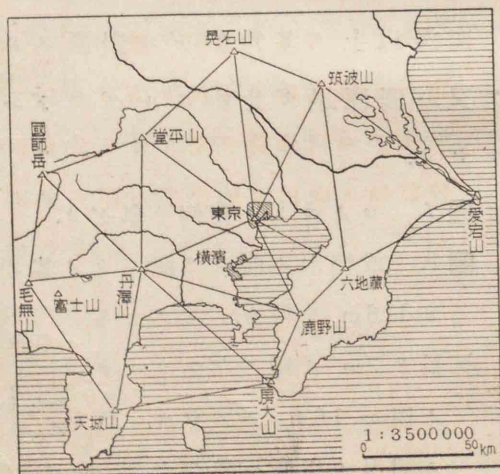 晃石山
筑波山
堂平山
國師岳
東京
愛宕山
横濱
丹澤山
六地藏
毛無山
富士山
鹿野山
房大山
天城山
1:3500000
0 50km